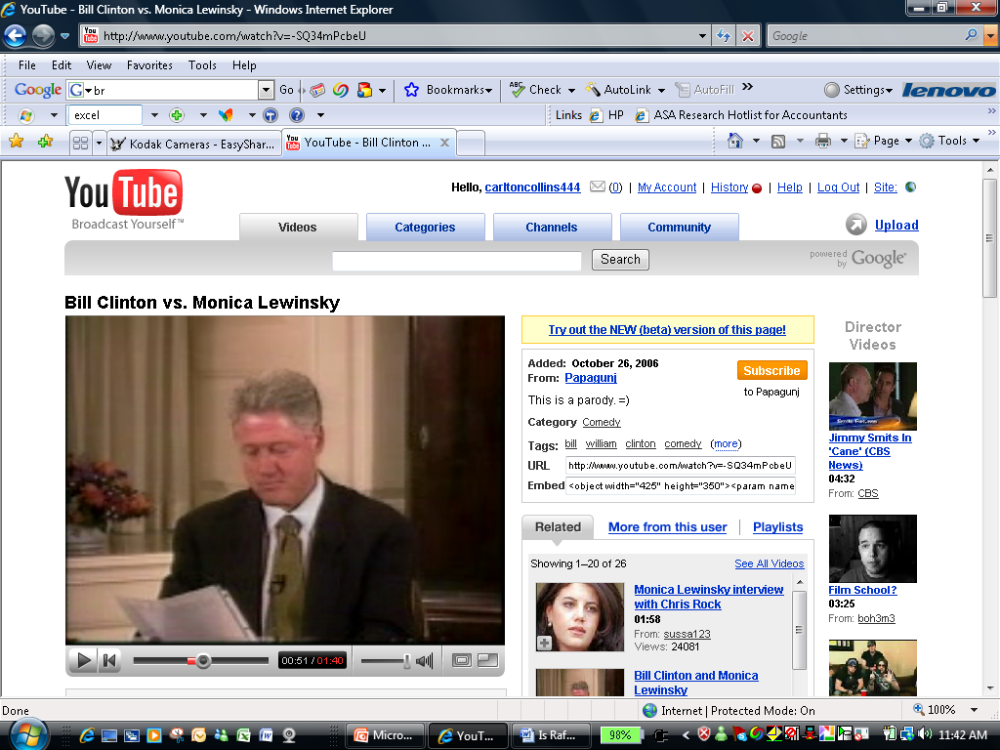 YouTube - Bill Clinton vs. Monica Lewinsky - Windows Internet Explorer
http://www.youtube.com/watch?v=-SQ34mPcbeU
Google
File Edit View Favorites Tools Help
Google G br Go Bookmarks Check AutoLink AutoFill Settings lenovo
excel Links HP ASA Research Hotlist for Accountants
Kodak Cameras - EasyShar... YouTube - Bill Clinton ... Page Tools
YouTube
Broadcast Yourself™
Hello, carltoncollins444 (0) | My Account | History | Help | Log Out | Site:
Videos Categories Channels Community Upload
Search powered by Google
Bill Clinton vs. Monica Lewinsky
00:51 / 01:40
Try out the NEW (beta) version of this page!
Added: October 26, 2006
From: Papagunj
Subscribe
to Papagunj
This is a parody. =)
Category Comedy
Tags: bill william clinton comedy (more)
URL http://www.youtube.com/watch?v=-SQ34mPcbeU
Embed <object width="425" height="350"><param name
Related More from this user Playlists
Showing 1–20 of 26 See All Videos
Monica Lewinsky interview
with Chris Rock
01:58
From: sussa123
Views: 24081
Bill Clinton and Monica
Lewinsky
Director
Videos
Jimmy Smits In
'Cane' (CBS
News)
04:32
From: CBS
Film School?
03:25
From: boh3m3
Done Internet | Protected Mode: On 100%
Micro... YouT... Is Raf... 98% 11:42 AM